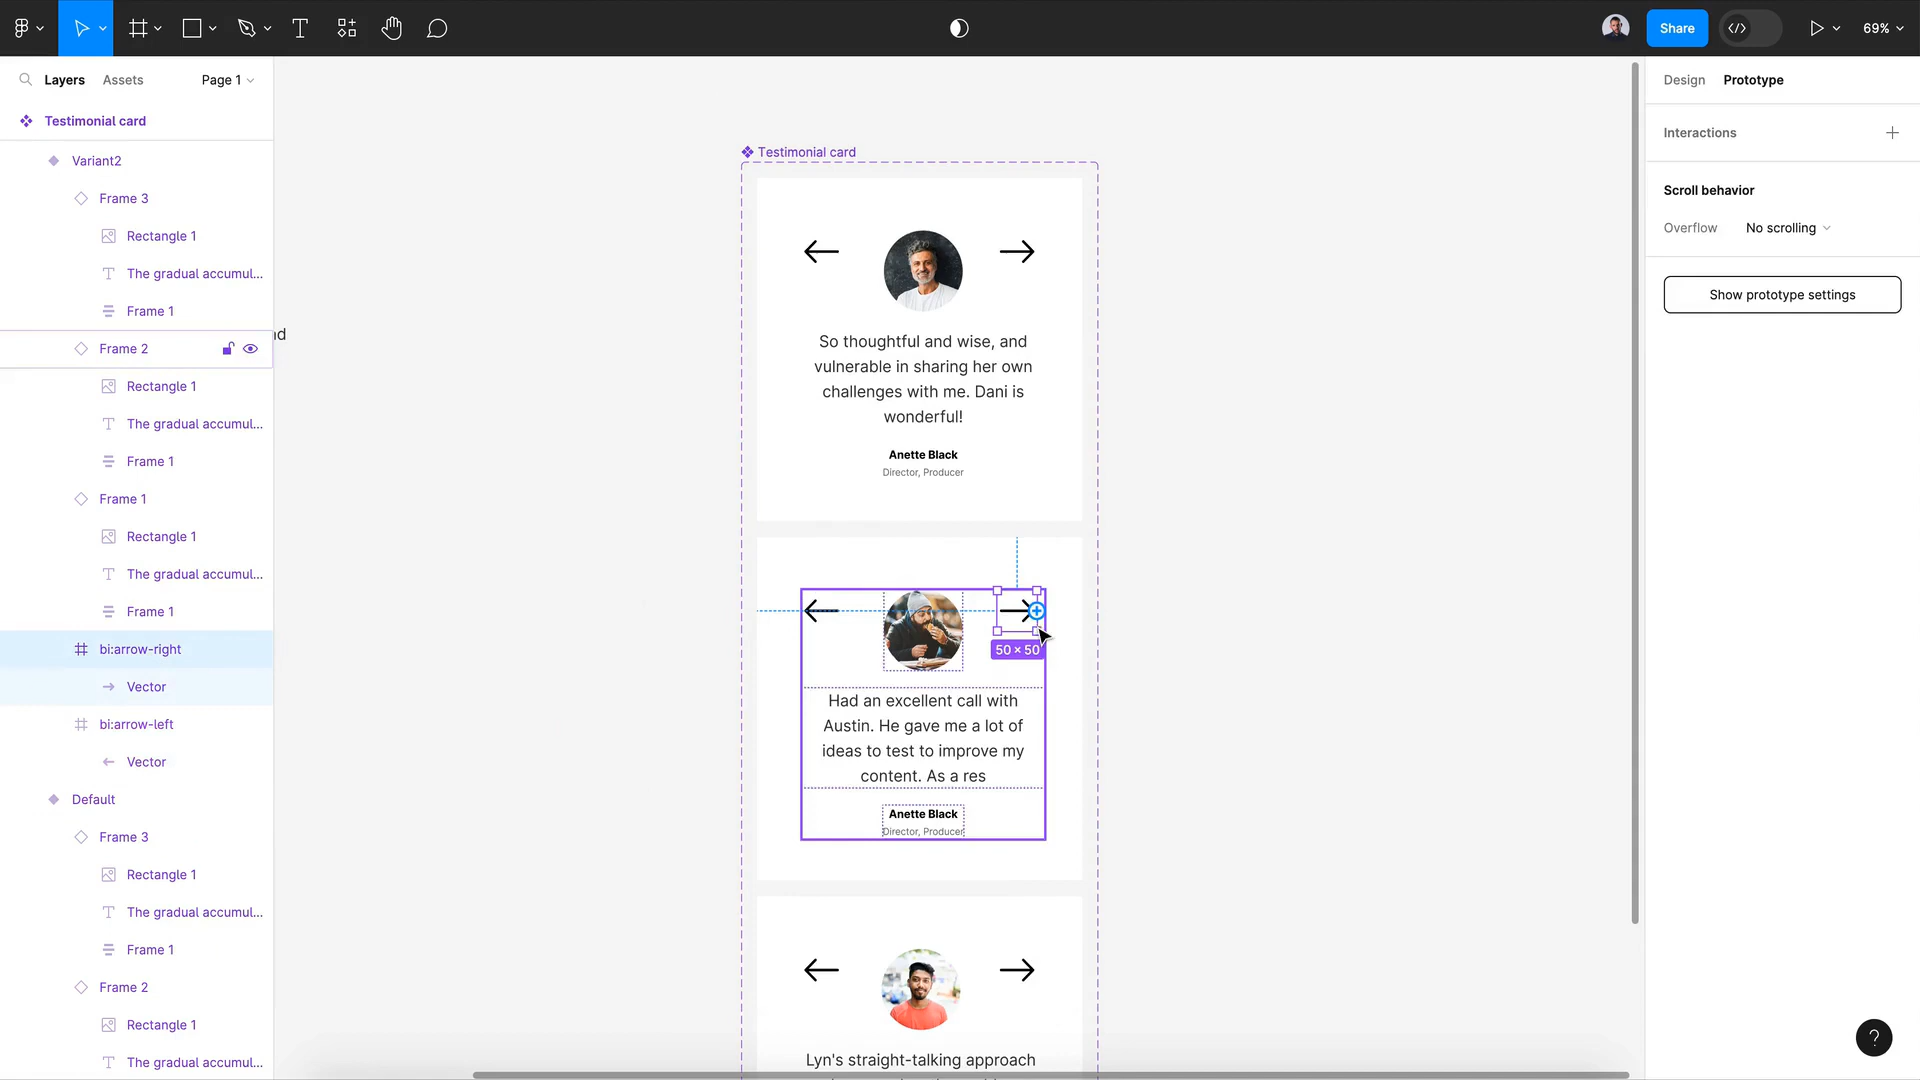 Share
69%
Layers
Assets
Page 1
Testimonial card
Variant2
Frame 3
Rectangle 1
The gradual accumul...
Frame 1
Frame 2
Rectangle 1
The gradual accumul...
Frame 1
Frame 1
Rectangle 1
The gradual accumul...
Frame 1
bi:arrow-right
Vector
bi:arrow-left
Vector
Default
Frame 3
Rectangle 1
The gradual accumul...
Frame 1
Frame 2
Rectangle 1
The gradual accumul...
Testimonial card
So thoughtful and wise, and
vulnerable in sharing her own
challenges with me. Dani is
wonderful!
Anette Black
Director, Producer
50 × 50
Had an excellent call with
Austin. He gave me a lot of
ideas to test to improve my
content. As a res
Anette Black
Director, Producer
Lyn's straight-talking approach
Design
Prototype
Interactions
Scroll behavior
Overflow
No scrolling
Show prototype settings
?